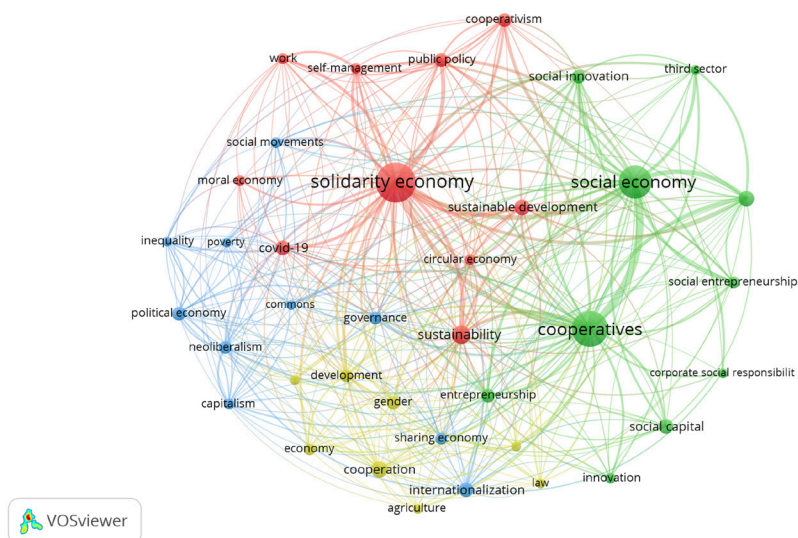 cooperativism
work
public policy
self-management
third sector
social innovation
social movements
moral economy
solidarity economy
social economy
sustainable development
inequality
poverty
covid-19
circular economy
social entrepreneurship
commons
political economy
governance
cooperatives
sustainability
neoliberalism
development
corporate social responsibilit
entrepreneurship
gender
capitalism
social capital
sharing economy
economy
cooperation
innovation
law
internationalization
agriculture
VOSviewer